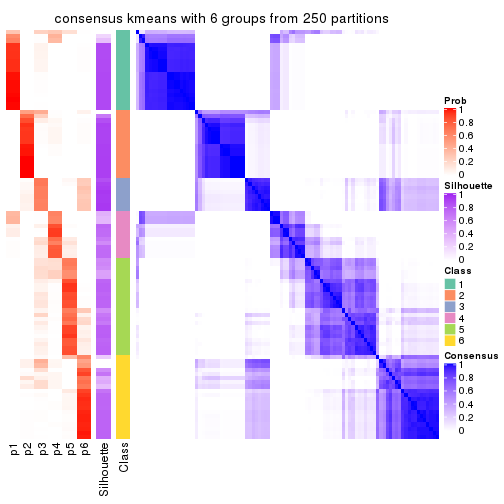 consensus kmeans with 6 groups from 250 partitions
Prob
1
0.8
0.6
0.4
0.2
0
Silhouette
1
0.8
0.6
0.4
0.2
0
Class
1
2
3
4
5
6
Consensus
1
0.8
0.6
0.4
0.2
0
p1
p2
p3
p4
p5
p6
Silhouette
Class